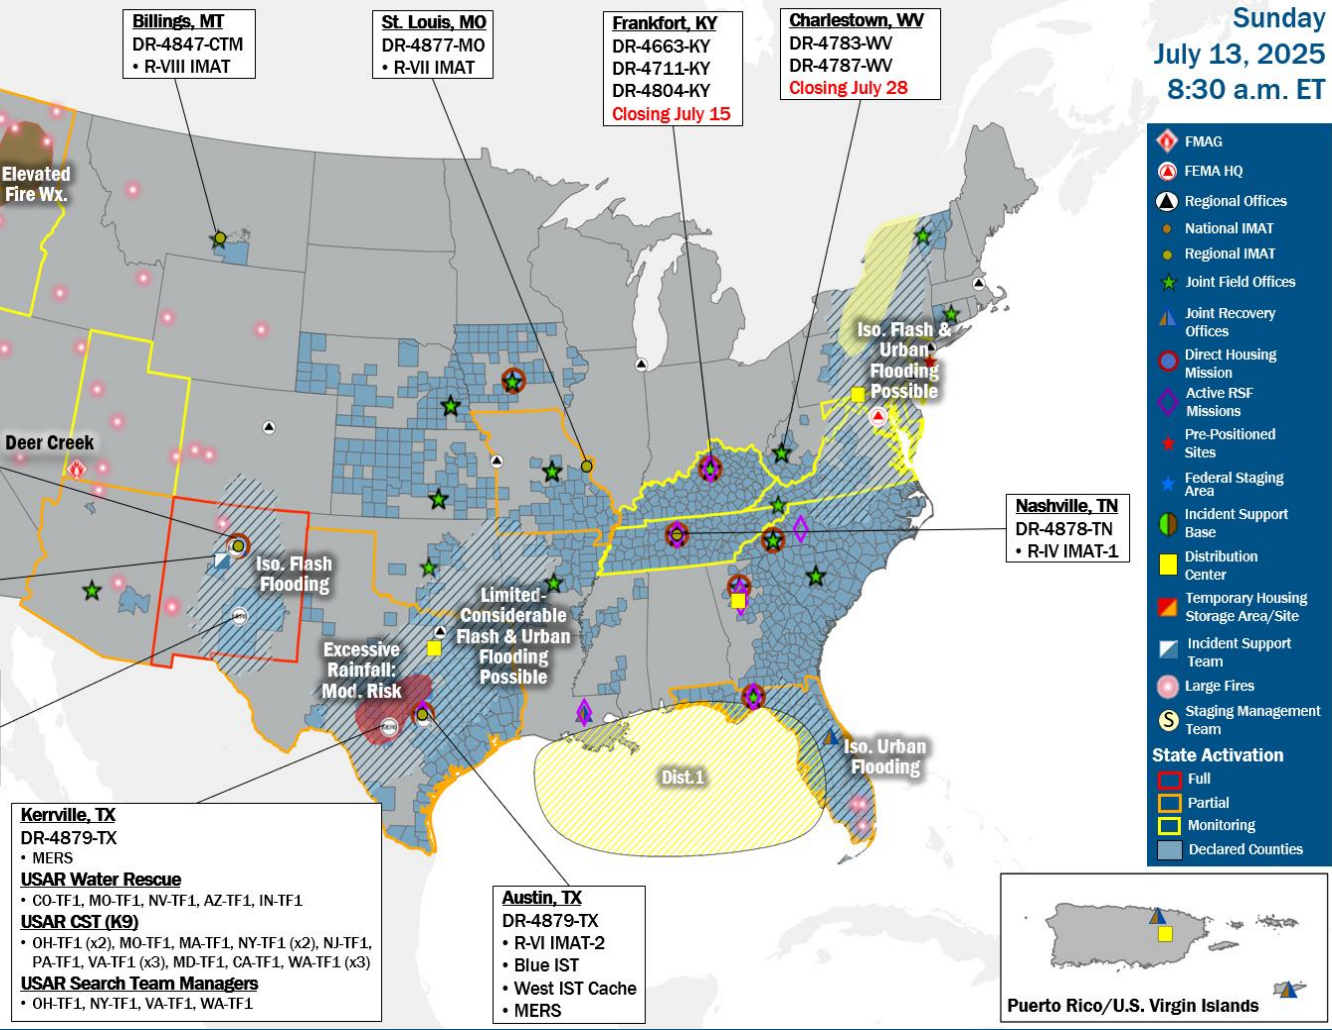 Billings, MT
DR-4847-CTM
• R-VIII IMAT
St. Louis, MO
DR-4877-MO
• R-VII IMAT
Frankfort, KY
DR-4663-KY
DR-4711-KY
DR-4804-KY
Closing July 15
Charlestown, WV
DR-4783-WV
DR-4787-WV
Closing July 28
Sunday
July 13, 2025
8:30 a.m. ET
Elevated
Fire Wx.
Iso. Flash &
Urban
Flooding
Possible
Deer Creek
Iso. Flash
Flooding
Limited-
Considerable
Flash & Urban
Flooding
Possible
Excessive
Rainfall:
Mod. Risk
Nashville, TN
DR-4878-TN
• R-IV IMAT-1
Iso. Urban
Flooding
Dist.1
Kerrville, TX
DR-4879-TX
• MERS
USAR Water Rescue
• CO-TF1, MO-TF1, NV-TF1, AZ-TF1, IN-TF1
USAR CST (K9)
• OH-TF1 (x2), MO-TF1, MA-TF1, NY-TF1 (x2), NJ-TF1,
PA-TF1, VA-TF1 (x3), MD-TF1, CA-TF1, WA-TF1 (x3)
USAR Search Team Managers
• OH-TF1, NY-TF1, VA-TF1, WA-TF1
Austin, TX
DR-4879-TX
• R-VI IMAT-2
• Blue IST
• West IST Cache
• MERS
FMAG
FEMA HQ
Regional Offices
National IMAT
Regional IMAT
Joint Field Offices
Joint Recovery
Offices
Direct Housing
Mission
Active RSF
Missions
Pre-Positioned
Sites
Federal Staging
Area
Incident Support
Base
Distribution
Center
Temporary Housing
Storage Area/Site
Incident Support
Team
Large Fires
S
Staging Management
Team
State Activation
Full
Partial
Monitoring
Declared Counties
Puerto Rico/U.S. Virgin Islands